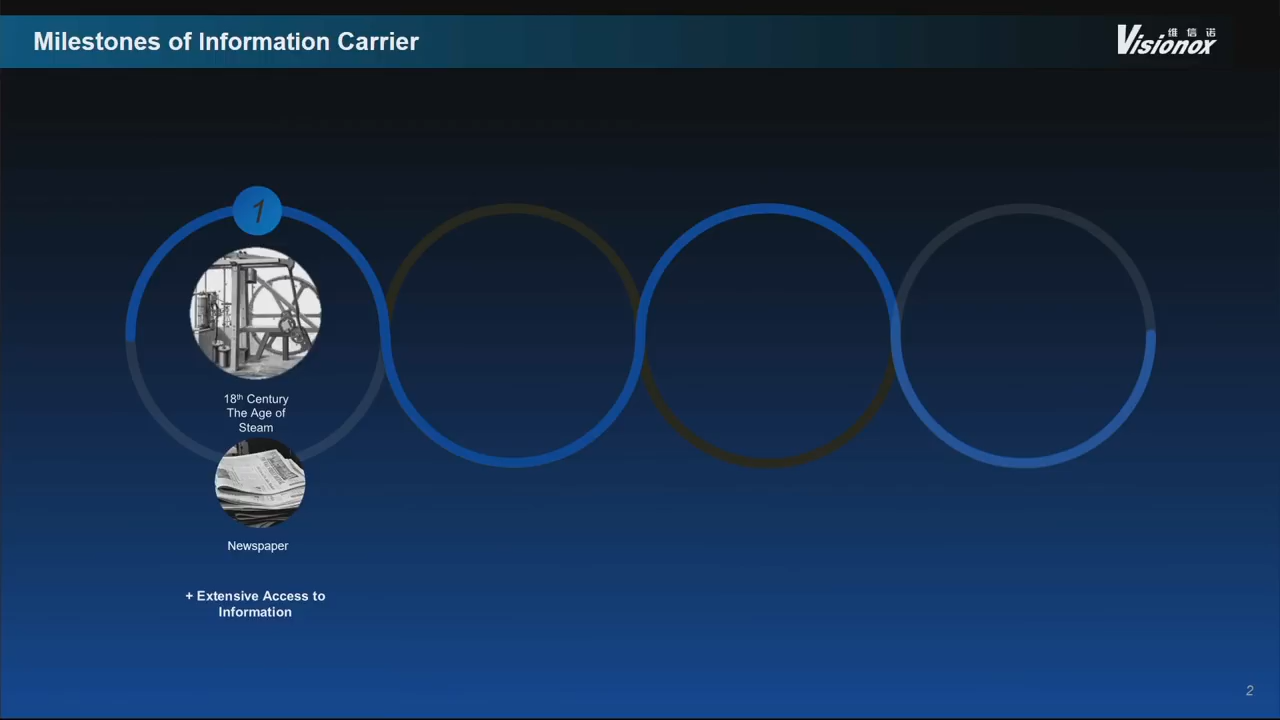 Milestones of Information Carrier
维 信 诺
Visionox
1
18th Century
The Age of
Steam
Newspaper
+ Extensive Access to
Information
2